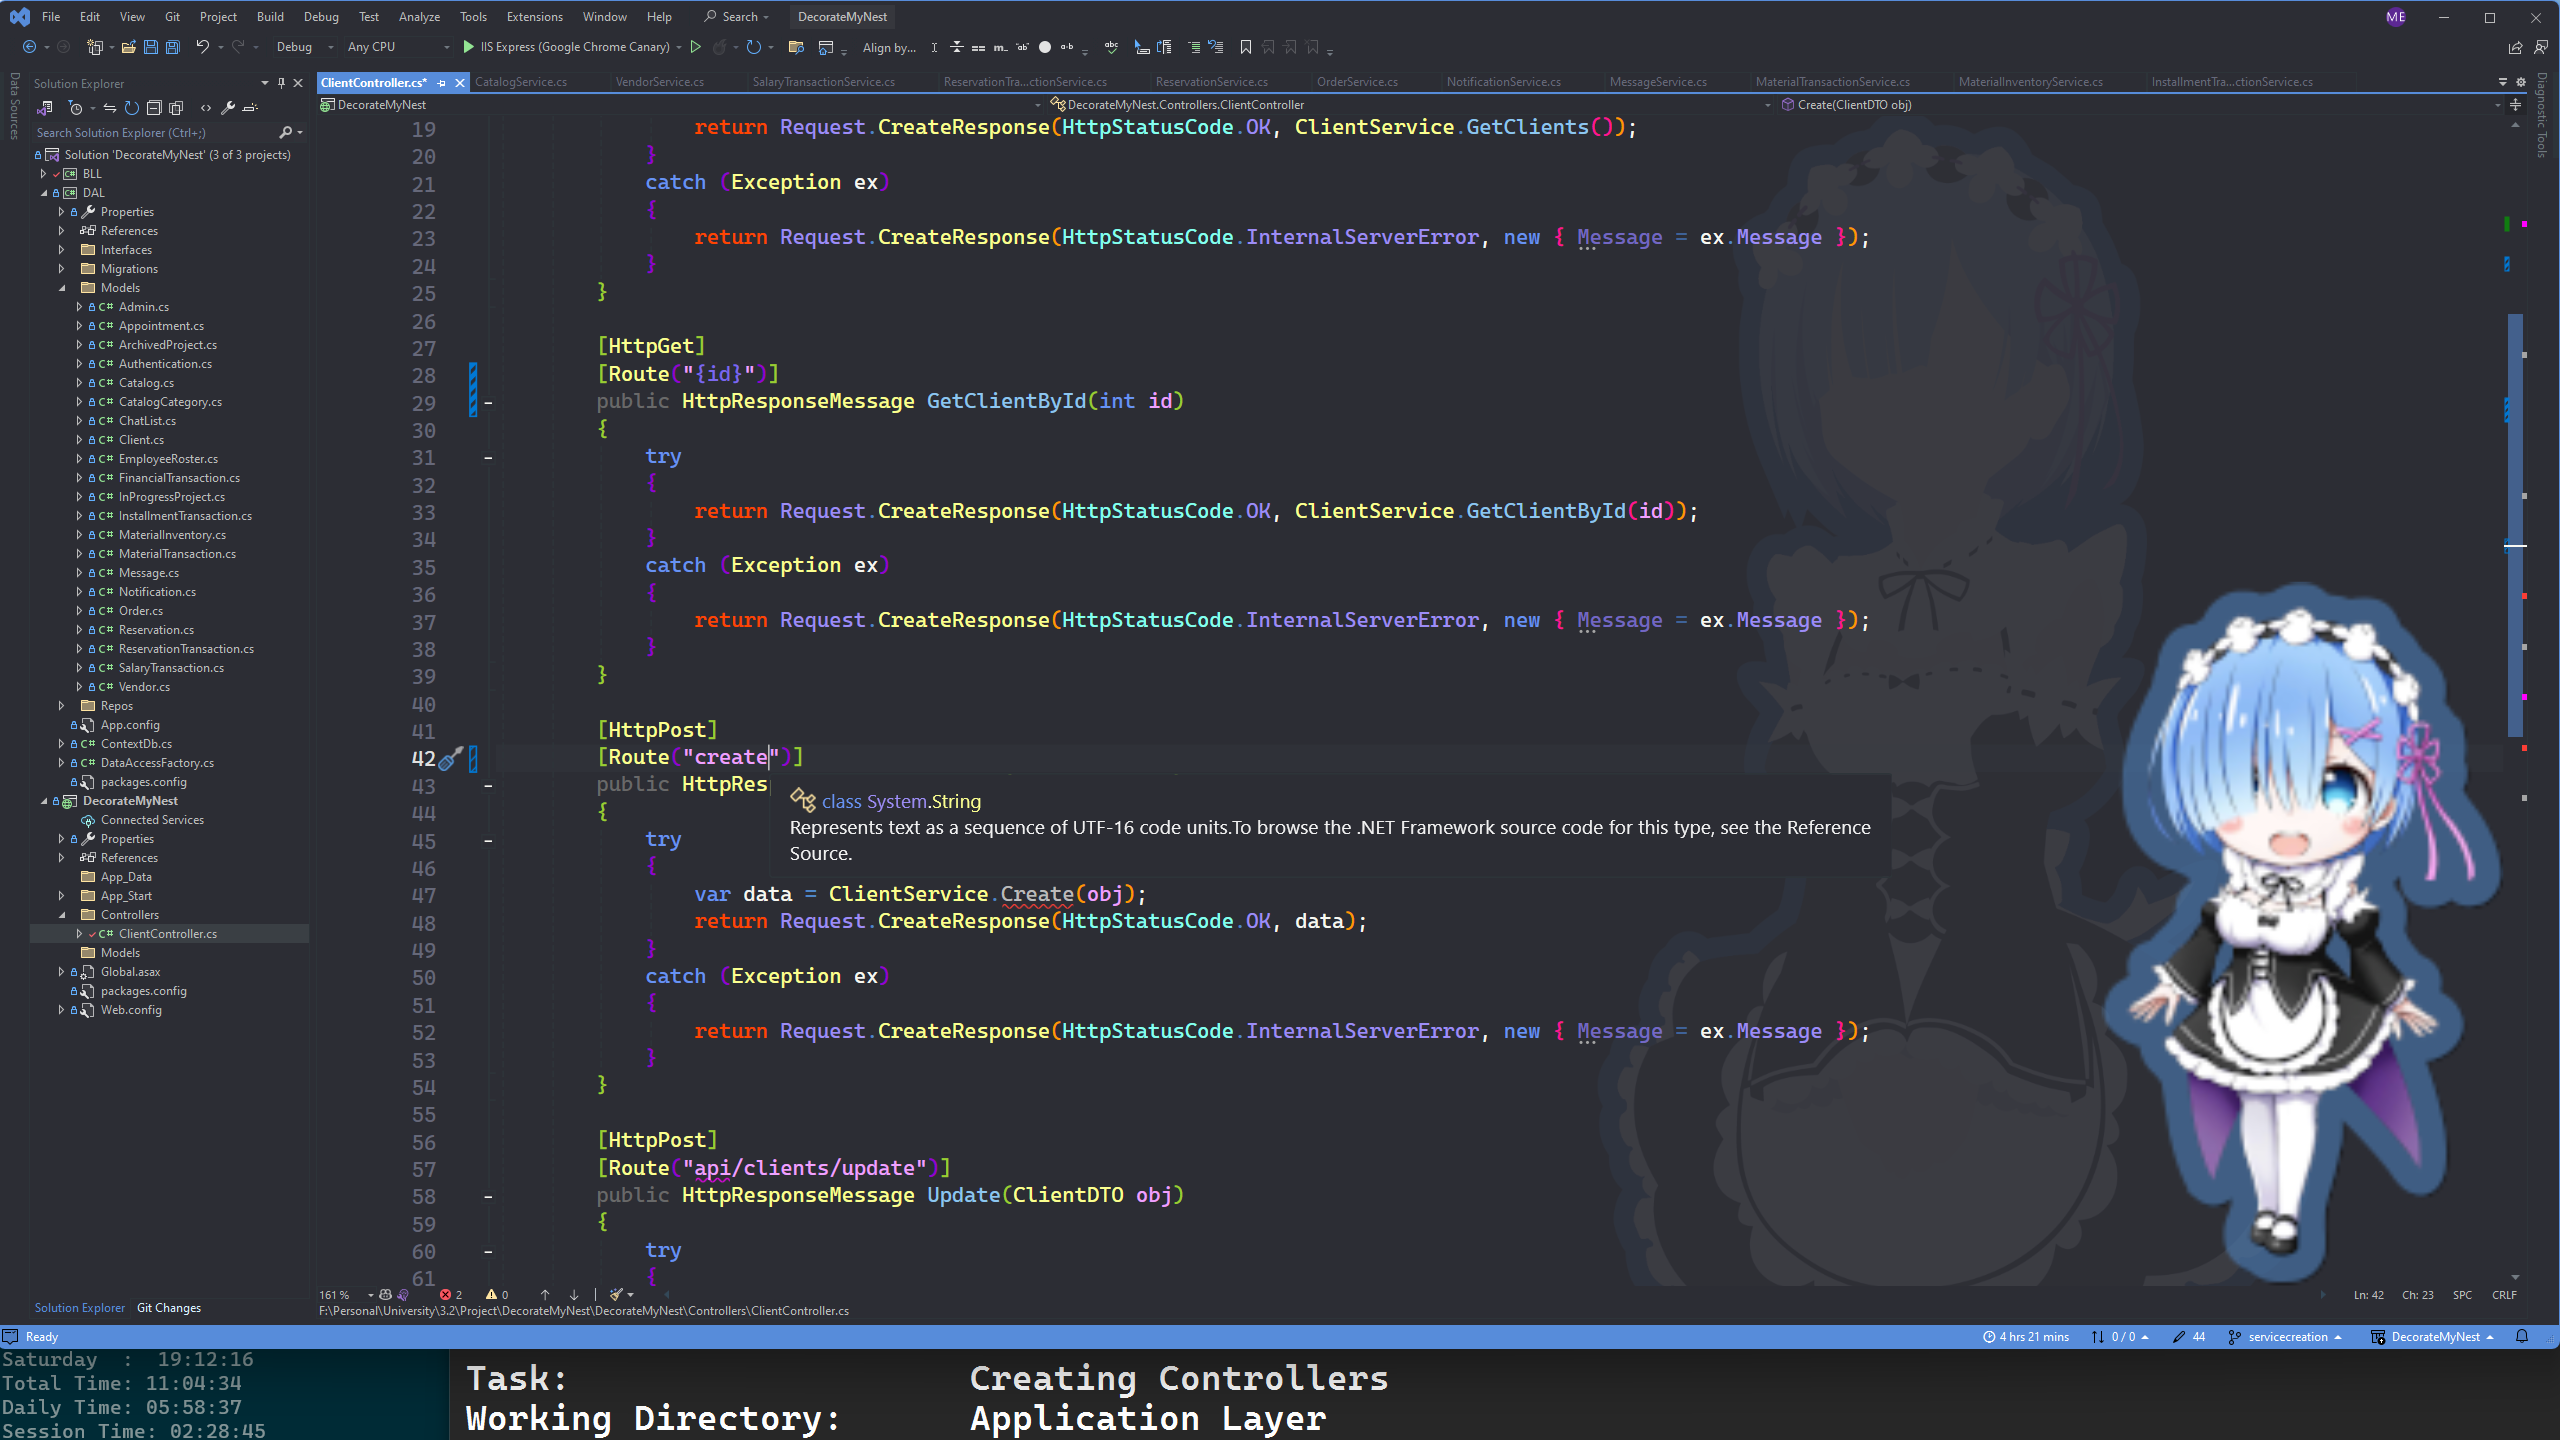 File Edit View Git Project Build Debug Test Analyze Tools Extensions Window Help Search DecorateMyNest ME
Debug Any CPU IIS Express (Google Chrome Canary) Align by...
Data Sources
Solution Explorer
Search Solution Explorer (Ctrl+;)
Solution 'DecorateMyNest' (3 of 3 projects)
BLL
DAL
Properties
References
Interfaces
Migrations
Models
C# Admin.cs
C# Appointment.cs
C# ArchivedProject.cs
C# Authentication.cs
C# Catalog.cs
C# CatalogCategory.cs
C# ChatList.cs
C# Client.cs
C# EmployeeRoster.cs
C# FinancialTransaction.cs
C# InProgressProject.cs
C# InstallmentTransaction.cs
C# MaterialInventory.cs
C# MaterialTransaction.cs
C# Message.cs
C# Notification.cs
C# Order.cs
C# Reservation.cs
C# ReservationTransaction.cs
C# SalaryTransaction.cs
C# Vendor.cs
Repos
App.config
C# ContextDb.cs
C# DataAccessFactory.cs
packages.config
DecorateMyNest
Connected Services
Properties
References
App_Data
App_Start
Controllers
C# ClientController.cs
Models
Global.asax
packages.config
Web.config
Solution Explorer Git Changes
ClientController.cs* CatalogService.cs VendorService.cs SalaryTransactionService.cs ReservationTra...ctionService.cs ReservationService.cs OrderService.cs NotificationService.cs MessageService.cs MaterialTransactionService.cs MaterialInventoryService.cs InstallmentTra...ctionService.cs
DecorateMyNest DecorateMyNest.Controllers.ClientController Create(ClientDTO obj)
Diagnostic Tools
19 return Request.CreateResponse(HttpStatusCode.OK, ClientService.GetClients());
20 }
21 catch (Exception ex)
22 {
23 return Request.CreateResponse(HttpStatusCode.InternalServerError, new { Message = ex.Message });
24 }
25 }
26
27 [HttpGet]
28 [Route("{id}")]
29 public HttpResponseMessage GetClientById(int id)
30 {
31 try
32 {
33 return Request.CreateResponse(HttpStatusCode.OK, ClientService.GetClientById(id));
34 }
35 catch (Exception ex)
36 {
37 return Request.CreateResponse(HttpStatusCode.InternalServerError, new { Message = ex.Message });
38 }
39 }
40
41 [HttpPost]
42 [Route("create")]
43 public HttpRes
class System.String
Represents text as a sequence of UTF-16 code units.To browse the .NET Framework source code for this type, see the Reference
Source.
44 {
45 try
46 {
47 var data = ClientService.Create(obj);
48 return Request.CreateResponse(HttpStatusCode.OK, data);
49 }
50 catch (Exception ex)
51 {
52 return Request.CreateResponse(HttpStatusCode.InternalServerError, new { Message = ex.Message });
53 }
54 }
55
56 [HttpPost]
57 [Route("api/clients/update")]
58 public HttpResponseMessage Update(ClientDTO obj)
59 {
60 try
61 {
161 % 2 0 Ln: 42 Ch: 23 SPC CRLF
F:\Personal\University\3.2\Project\DecorateMyNest\DecorateMyNest\Controllers\ClientController.cs
Ready 4 hrs 21 mins 0 / 0 44 servicecreation DecorateMyNest
Saturday : 19:12:16
Total Time: 11:04:34
Daily Time: 05:58:37
Session Time: 02:28:45
Task: Creating Controllers
Working Directory: Application Layer